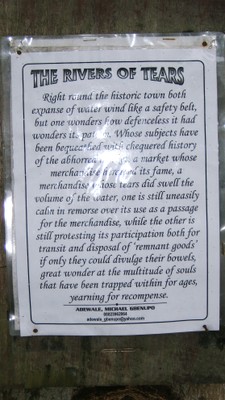 THE RIVERS OF TEARS
Right round the historic town both
expanse of water wind like a safety belt,
but one wonders how defenceless it had
wonders its Whose subjects have
been bequeathed with chequered history
of the abhorred a market whose
merchandise its fame, a
merchandise whose tears did swell the
volume of the water, one is still uneasily
calm in remorse over its use as a passage
for the merchandise, while the other is
still protesting its participation both for
transit and disposal of 'remnant goods'
if only they could divulge their bowels,
great wonder at the multitude of souls
that have been trapped within for ages,
yearning for recompense.
ADEWALE, MICHAEL GBENUPO